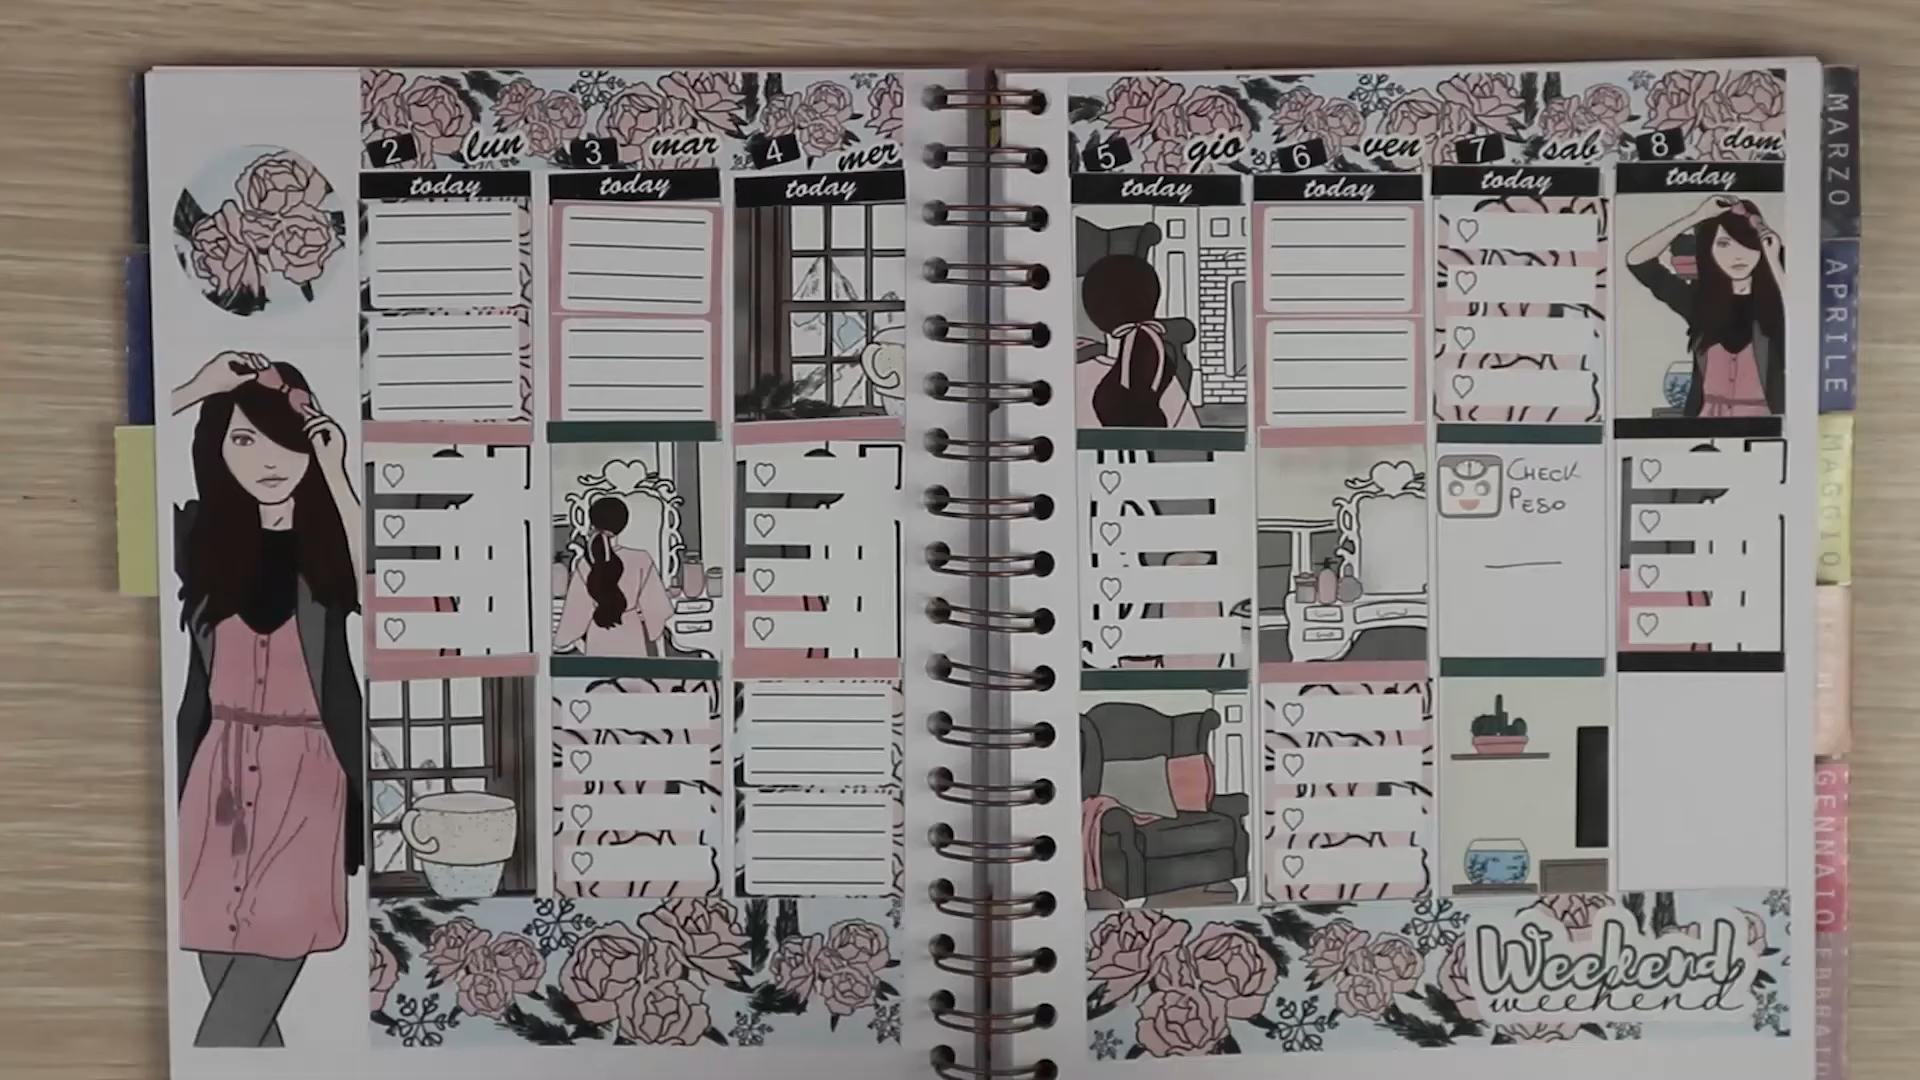 2 lun 3 mar 4 mer 5 gio 6 ven 7 sab 8 dom
today today today today today today today
CHECK
PESO
Weekend
weekend
MARZO
APRILE
MAGGIO
GENNAIO
FEBBRAIO